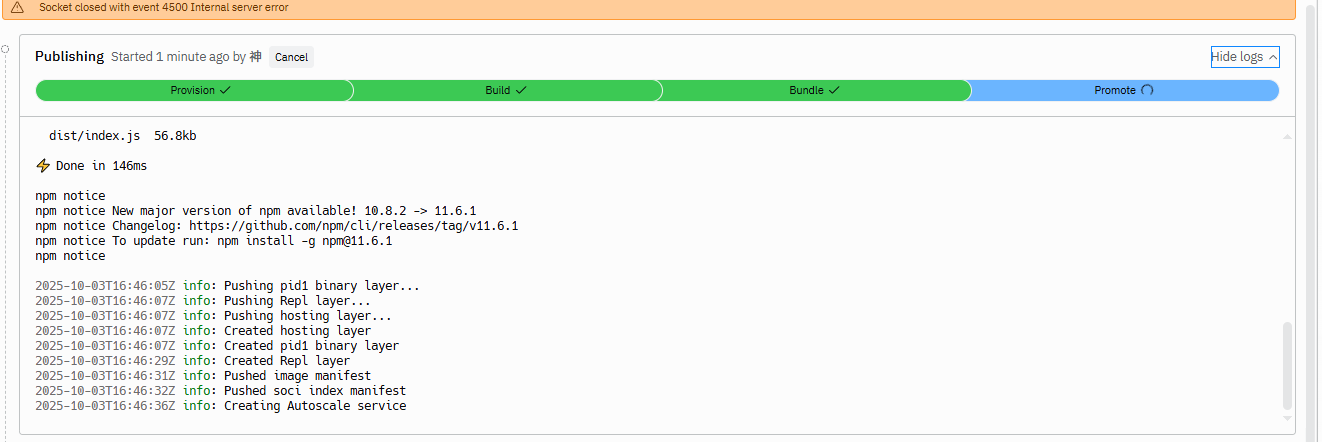 Socket closed with event 4500 Internal server error
Publishing Started 1 minute ago by 神 Cancel Hide logs
Provision Build Bundle Promote
dist/index.js 56.8kb
⚡ Done in 146ms
npm notice
npm notice New major version of npm available! 10.8.2 -> 11.6.1
npm notice Changelog: https://github.com/npm/cli/releases/tag/v11.6.1
npm notice To update run: npm install -g npm@11.6.1
npm notice
2025-10-03T16:46:05Z info: Pushing pid1 binary layer...
2025-10-03T16:46:07Z info: Pushing Repl layer...
2025-10-03T16:46:07Z info: Pushing hosting layer...
2025-10-03T16:46:07Z info: Created hosting layer
2025-10-03T16:46:07Z info: Created pid1 binary layer
2025-10-03T16:46:29Z info: Created Repl layer
2025-10-03T16:46:31Z info: Pushed image manifest
2025-10-03T16:46:32Z info: Pushed soci index manifest
2025-10-03T16:46:36Z info: Creating Autoscale service